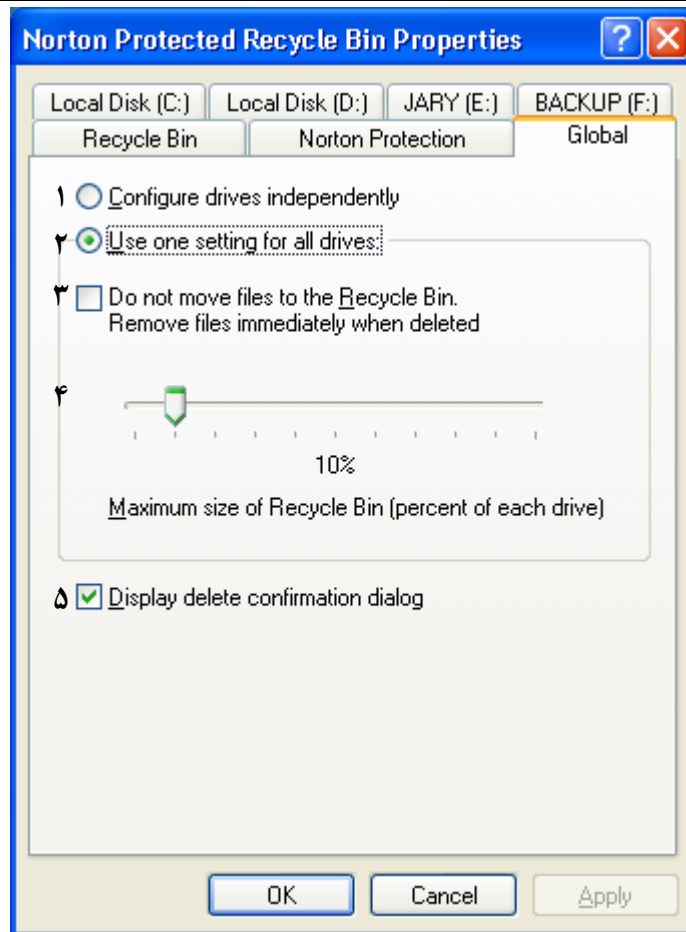 Norton Protected Recycle Bin Properties
Local Disk (C:) Local Disk (D:) JARY (E:) BACKUP (F:)
Recycle Bin Norton Protection Global
۱ Configure drives independently
۲ Use one setting for all drives:
۳ Do not move files to the Recycle Bin.
Remove files immediately when deleted
۴
10%
Maximum size of Recycle Bin (percent of each drive)
۵ Display delete confirmation dialog
OK Cancel Apply